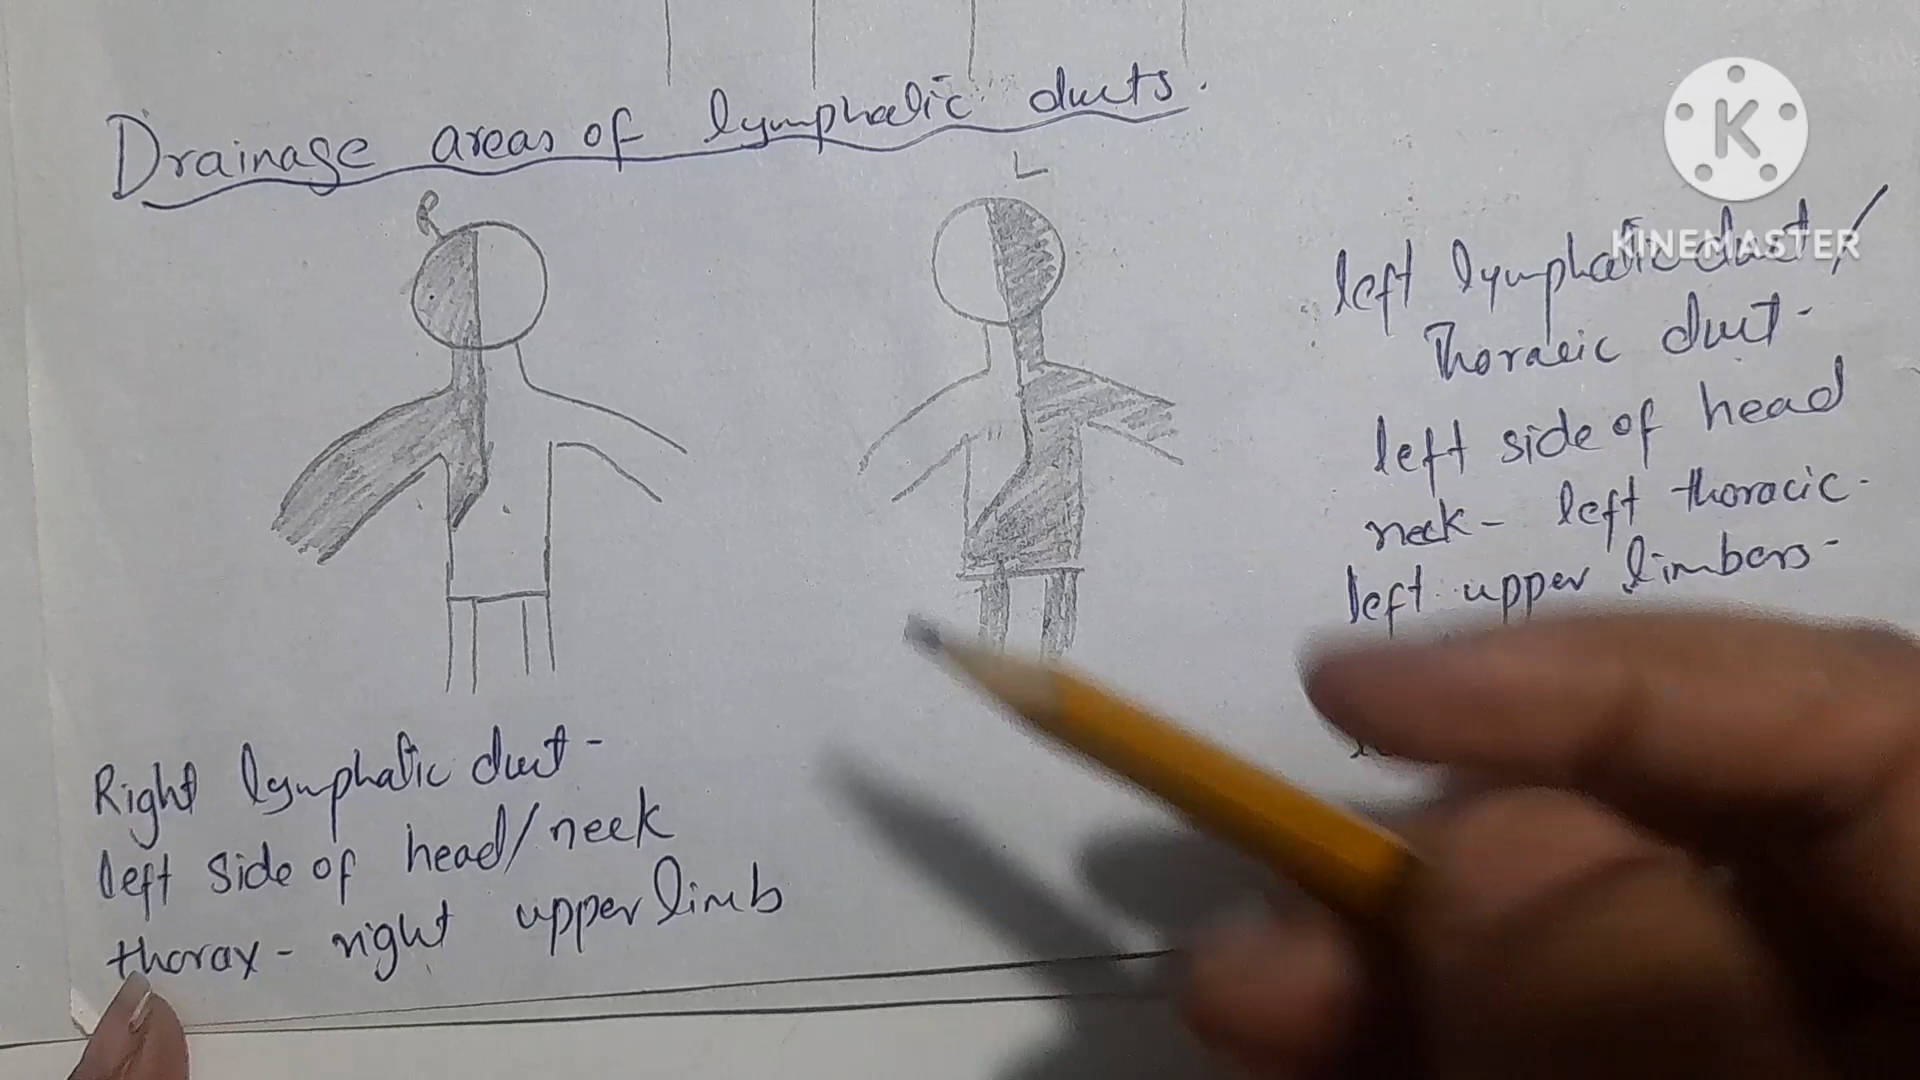 Drainage areas of lymphatic ducts.
R
L
K
KINEMASTER
left lymphatic duct /
Thoracic duct -
left side of head
neck - left thoracic -
left upper limbers -
Right lymphatic duct -
left side of head/neck
thorax - right upper limb